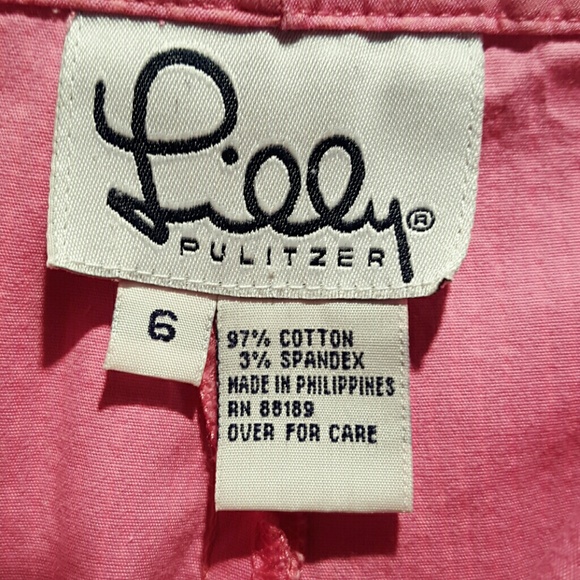 Lilly®
PULITZER
6
97% COTTON
3% SPANDEX
MADE IN PHILIPPINES
RN 88189
OVER FOR CARE